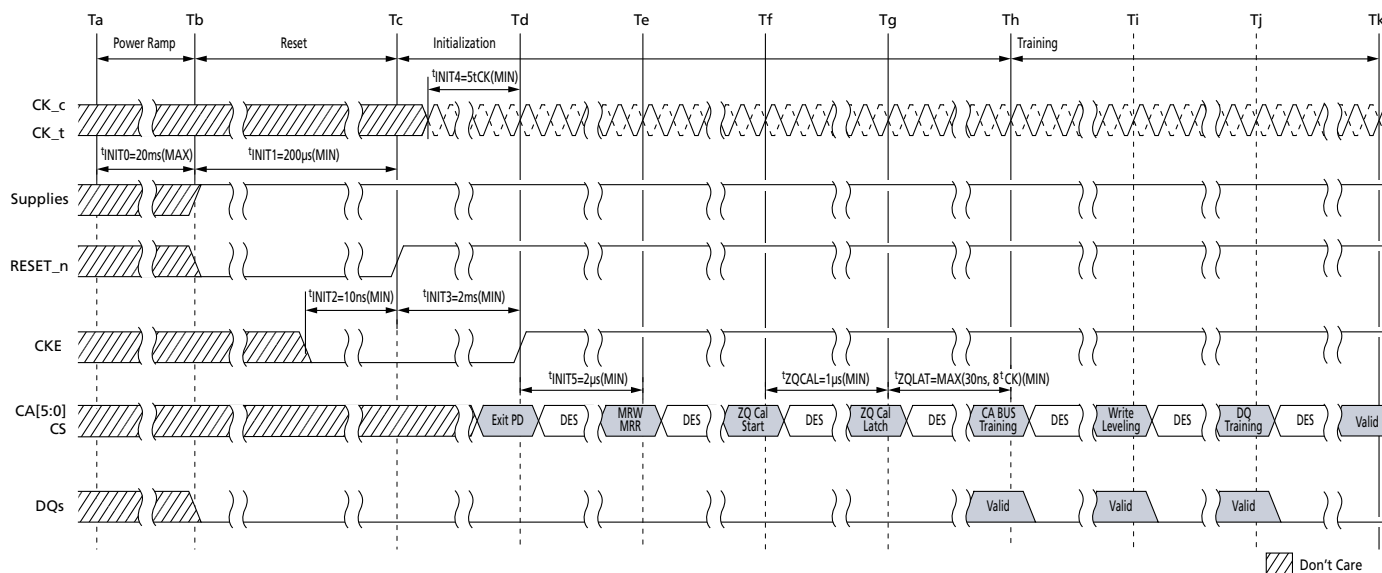 Ta Tb Tc Td Te Tf Tg Th Ti Tj Tk
Power Ramp Reset Initialization Training
tINIT4=5tCK(MIN)
CK_c
CK_t
tINIT0=20ms(MAX) tINIT1=200μs(MIN)
Supplies
RESET_n
tINIT2=10ns(MIN) tINIT3=2ms(MIN)
CKE
tINIT5=2μs(MIN) tZQCAL=1μs(MIN) tZQLAT=MAX(30ns, 8tCK)(MIN)
CA[5:0]
CS
Exit PD DES
MRW
MRR
DES
ZQ Cal
Start
DES
ZQ Cal
Latch
DES
CA BUS
Training
DES
Write
Leveling
DES
DQ
Training
DES
Valid
DQs Valid Valid Valid
Don't Care